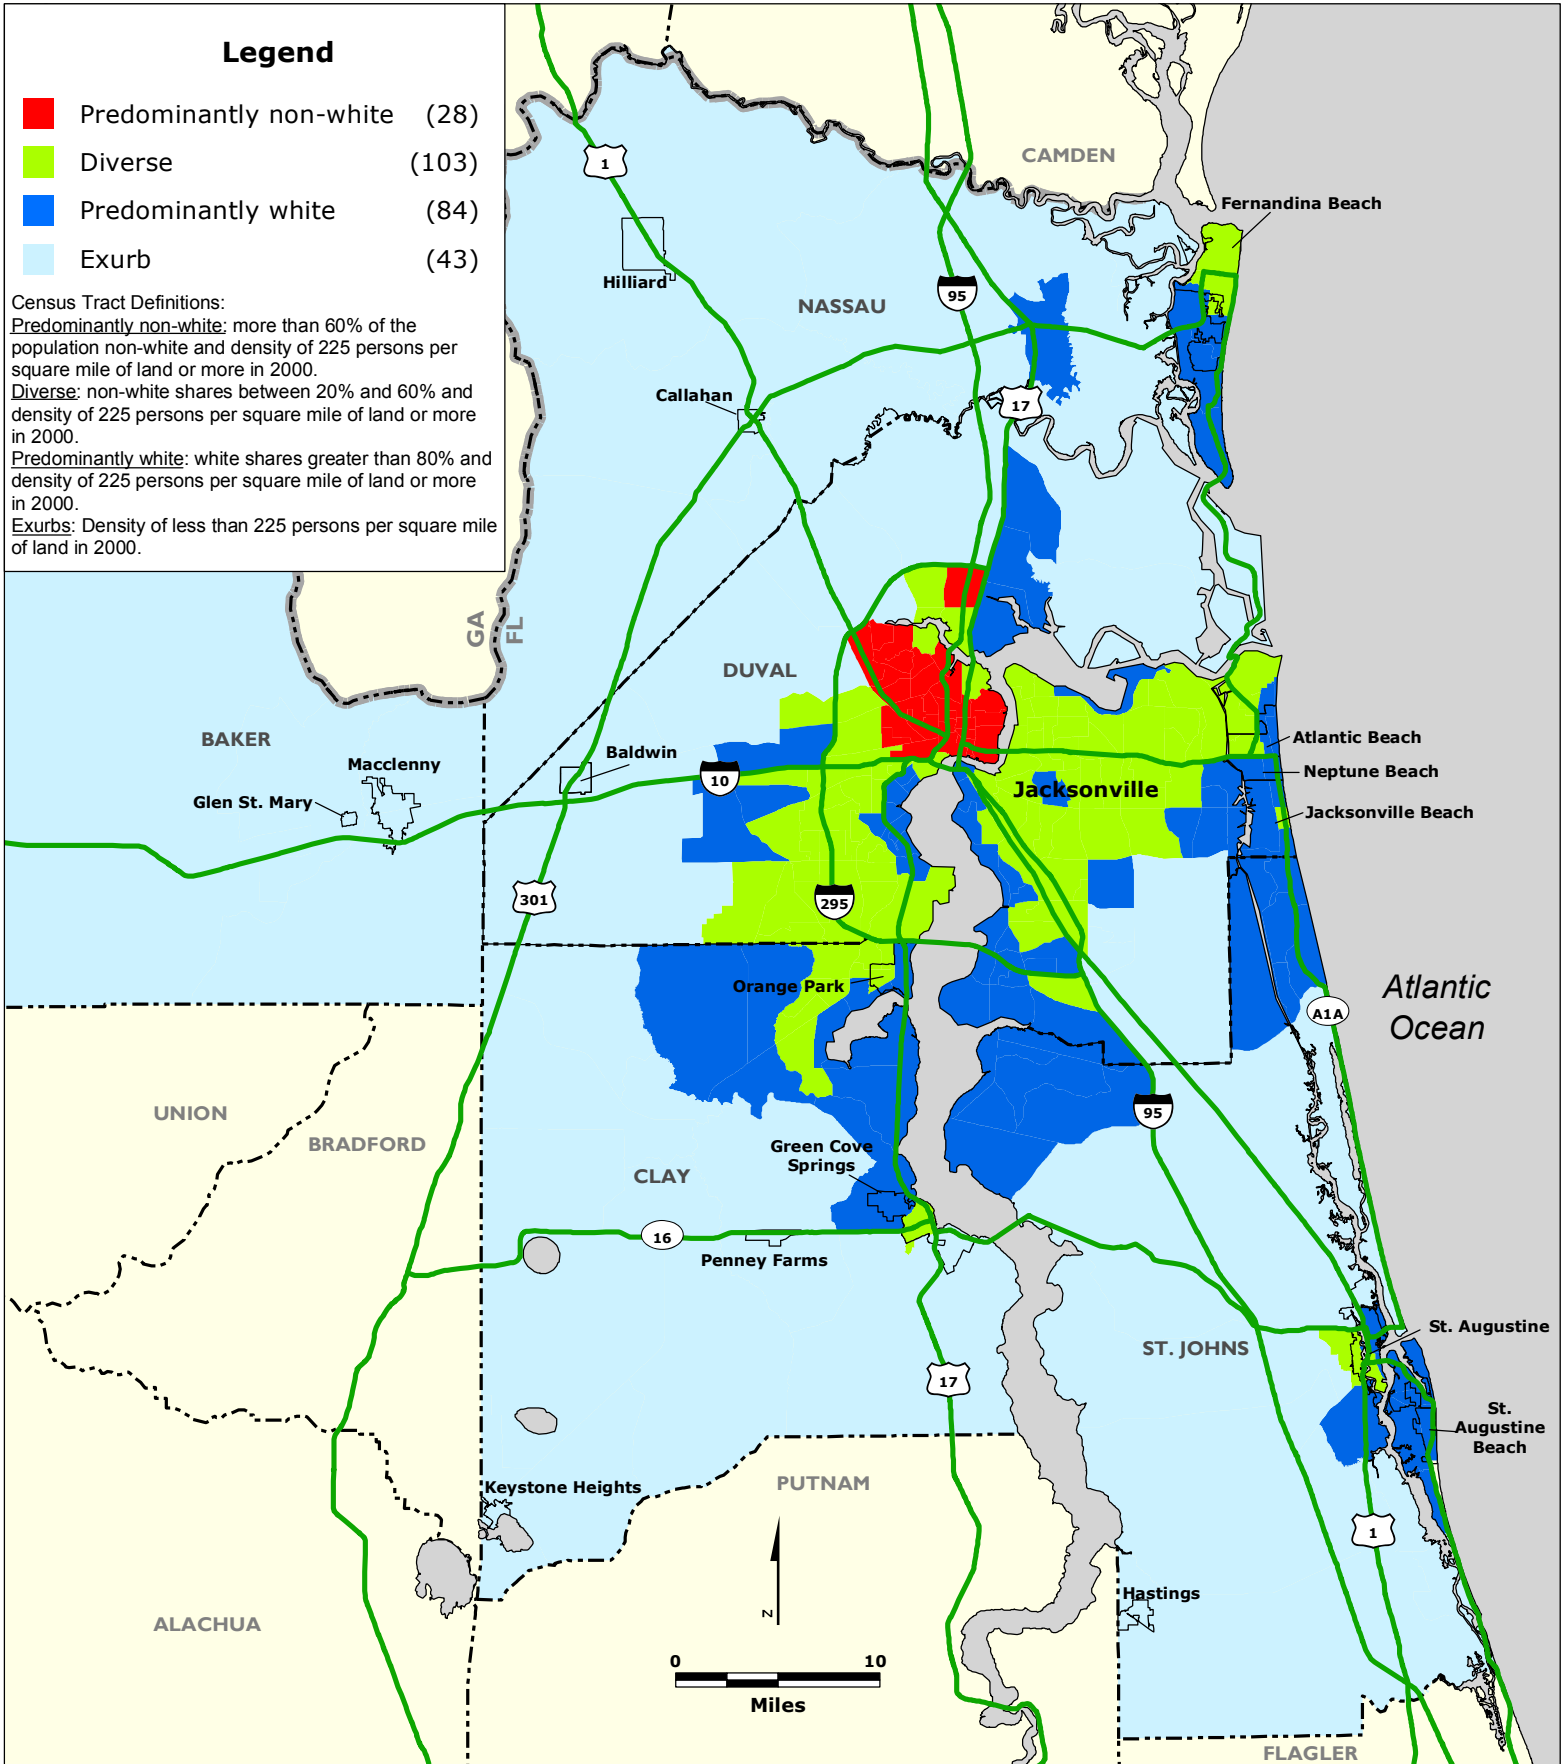 Legend
Predominantly non-white (28)
Diverse (103)
Predominantly white (84)
Exurb (43)
Census Tract Definitions:
Predominantly non-white: more than 60% of the
population non-white and density of 225 persons per
square mile of land or more in 2000.
Diverse: non-white shares between 20% and 60% and
density of 225 persons per square mile of land or more
in 2000.
Predominantly white: white shares greater than 80% and
density of 225 persons per square mile of land or more
in 2000.
Exurbs: Density of less than 225 persons per square mile
of land in 2000.
1
CAMDEN
Fernandina Beach
Hilliard
95
NASSAU
Callahan
17
GA
FL
DUVAL
BAKER
Baldwin
Atlantic Beach
Macclenny
Neptune Beach
10
Glen St. Mary
Jacksonville
Jacksonville Beach
301
295
Orange Park
Atlantic
Ocean
A1A
UNION
95
BRADFORD
Green Cove
Springs
CLAY
16
Penney Farms
St. Augustine
ST. JOHNS
17
St.
Augustine
Beach
Keystone Heights
PUTNAM
1
Hastings
N
ALACHUA
0 10
Miles
FLAGLER